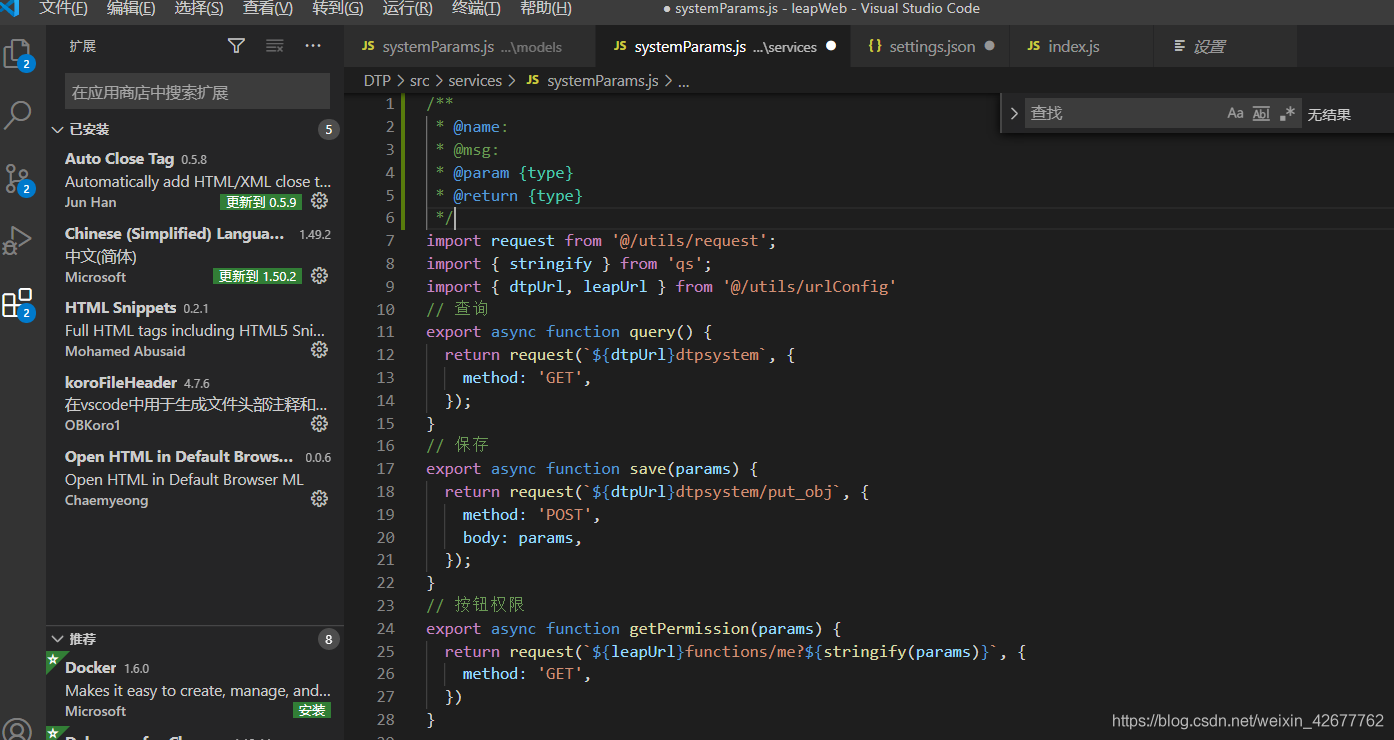 文件(F) 编辑(E) 选择(S) 查看(V) 转到(G) 运行(R) 终端(T) 帮助(H) ● systemParams.js - leapWeb - Visual Studio Code
扩展
2
2
2
在应用商店中搜索扩展
已安装 5
Auto Close Tag 0.5.8
Automatically add HTML/XML close t...
Jun Han 更新到 0.5.9
Chinese (Simplified) Langua... 1.49.2
中文(简体)
Microsoft 更新到 1.50.2
HTML Snippets 0.2.1
Full HTML tags including HTML5 Sni...
Mohamed Abusaid
koroFileHeader 4.7.6
在vscode中用于生成文件头部注释和...
OBKoro1
Open HTML in Default Brows... 0.0.6
Open HTML in Default Browser ML
Chaemyeong
推荐 8
Docker 1.6.0
Makes it easy to create, manage, and...
Microsoft 安装
JS systemParams.js ...\models JS systemParams.js ...\services ● {} settings.json ● JS index.js 设置
DTP > src > services > JS systemParams.js > ...
查找 Aa Abl .* 无结果
1 /**
2 * @name:
3 * @msg:
4 * @param {type}
5 * @return {type}
6 */
7 import request from '@/utils/request';
8 import { stringify } from 'qs';
9 import { dtpUrl, leapUrl } from '@/utils/urlConfig'
10 // 查询
11 export async function query() {
12 return request(`${dtpUrl}dtpsystem`, {
13 method: 'GET',
14 });
15 }
16 // 保存
17 export async function save(params) {
18 return request(`${dtpUrl}dtpsystem/put_obj`, {
19 method: 'POST',
20 body: params,
21 });
22 }
23 // 按钮权限
24 export async function getPermission(params) {
25 return request(`${leapUrl}functions/me?${stringify(params)}`, {
26 method: 'GET',
27 })
28 }
https://blog.csdn.net/weixin_42677762